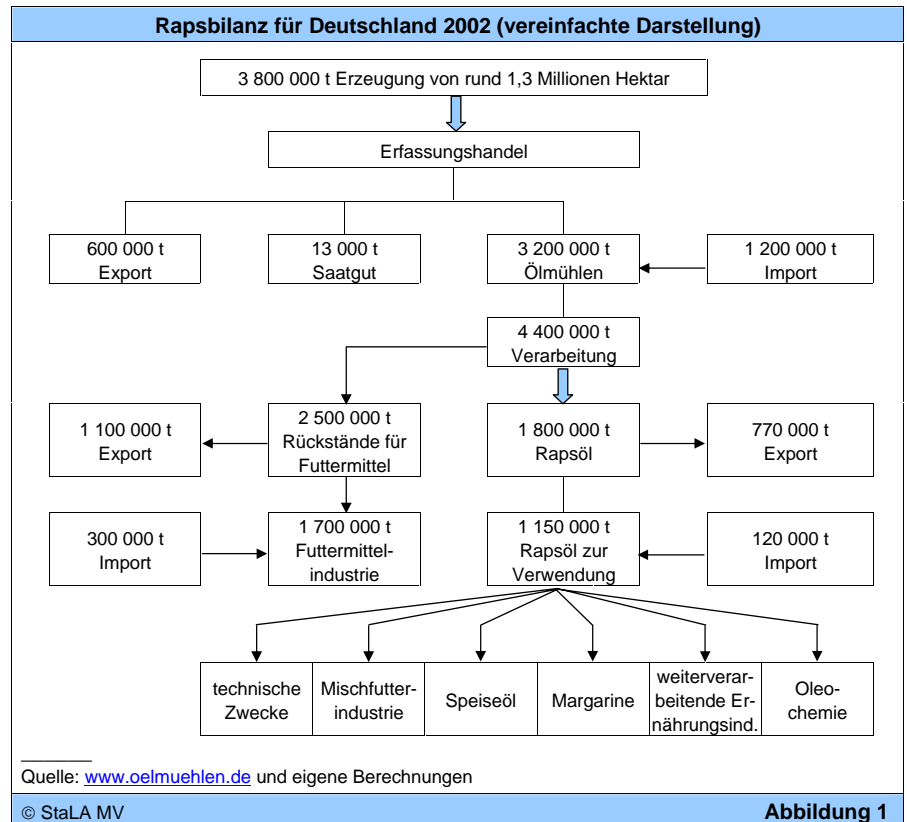 Rapsbilanz für Deutschland 2002 (vereinfachte Darstellung)
3 800 000 t Erzeugung von rund 1,3 Millionen Hektar
Erfassungshandel
600 000 t
Export
13 000 t
Saatgut
3 200 000 t
Ölmühlen
1 200 000 t
Import
4 400 000 t
Verarbeitung
1 100 000 t
Export
2 500 000 t
Rückstände für
Futtermittel
1 800 000 t
Rapsöl
770 000 t
Export
300 000 t
Import
1 700 000 t
Futtermittel-
industrie
1 150 000 t
Rapsöl zur
Verwendung
120 000 t
Import
technische
Zwecke
Mischfutter-
industrie
Speiseöl
Margarine
weiterverar-
beitende Er-
nährungsind.
Oleo-
chemie
Quelle: www.oelmuehlen.de und eigene Berechnungen
© StaLA MV
Abbildung 1